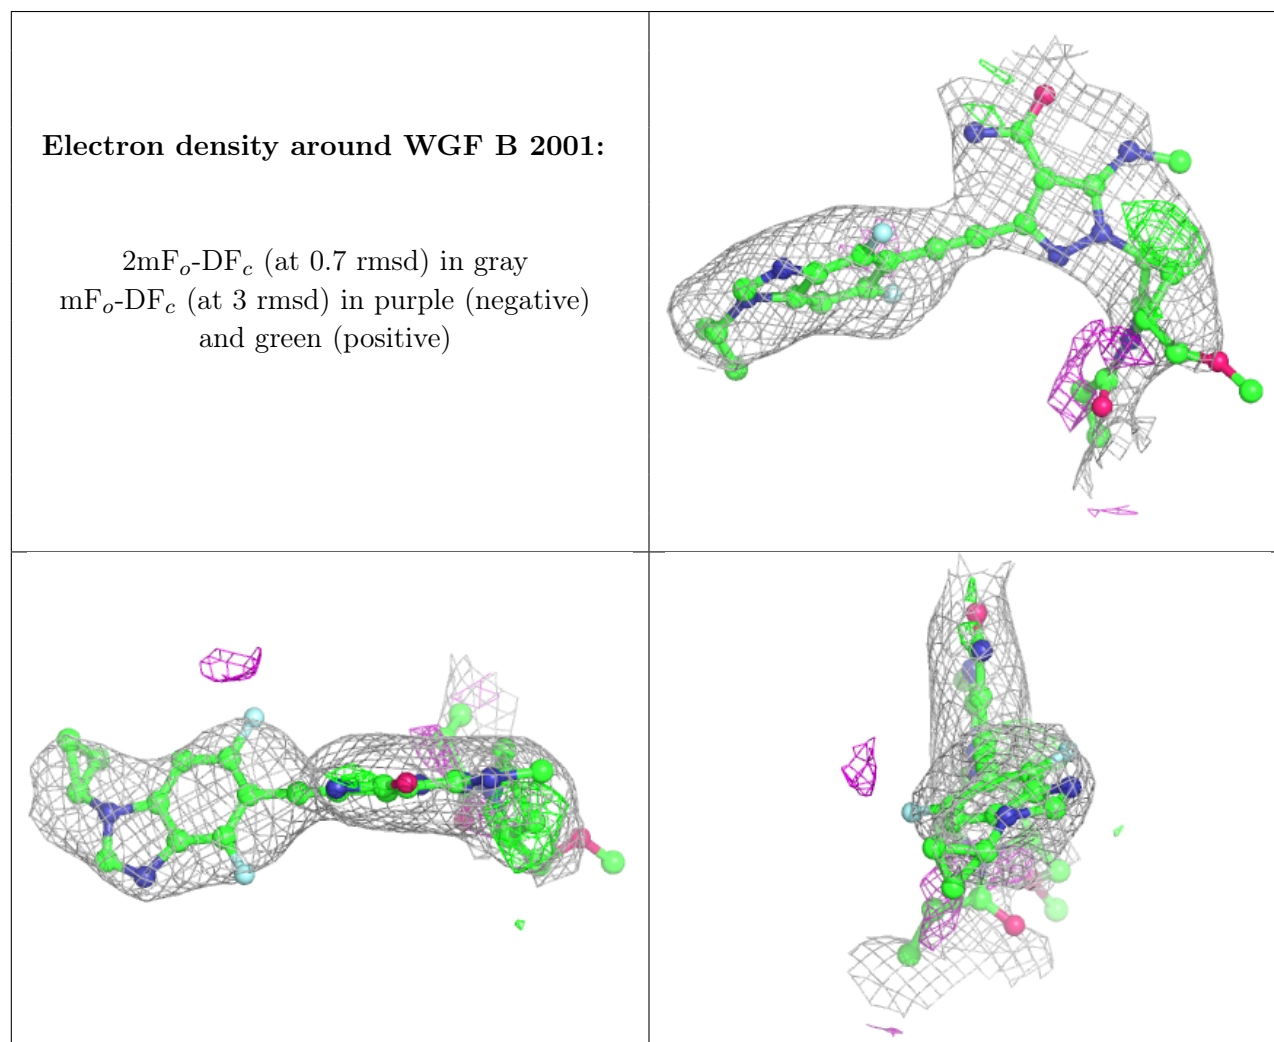 Electron density around WGF B 2001:
2mFₒ-DF𝒸 (at 0.7 rmsd) in gray
mFₒ-DF𝒸 (at 3 rmsd) in purple (negative)
and green (positive)